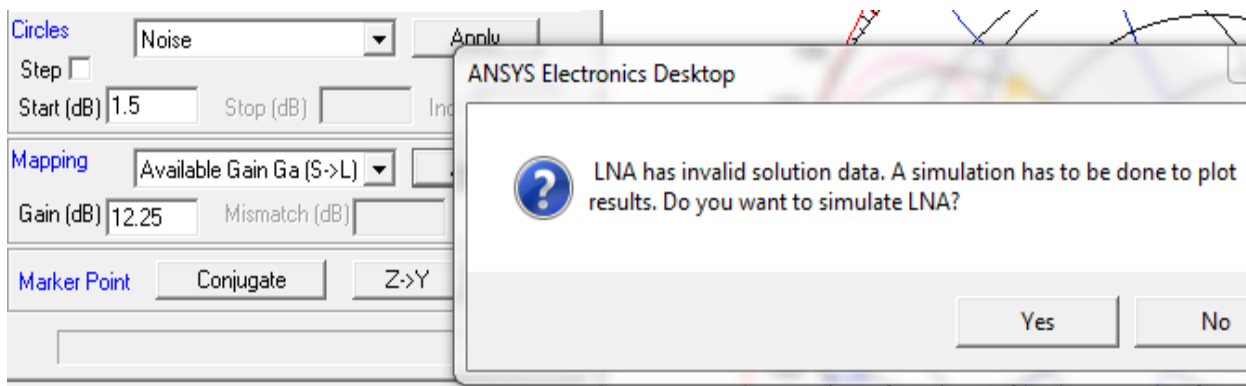 Circles
Noise
Apply
Step
Start (dB) 1.5
Stop (dB)
ANSYS Electronics Desktop
Mapping
Available Gain Ga (S->L)
Gain (dB) 12.25
Mismatch (dB)
LNA has invalid solution data. A simulation has to be done to plot
results. Do you want to simulate LNA?
Marker Point
Conjugate
Z->Y
Yes
No